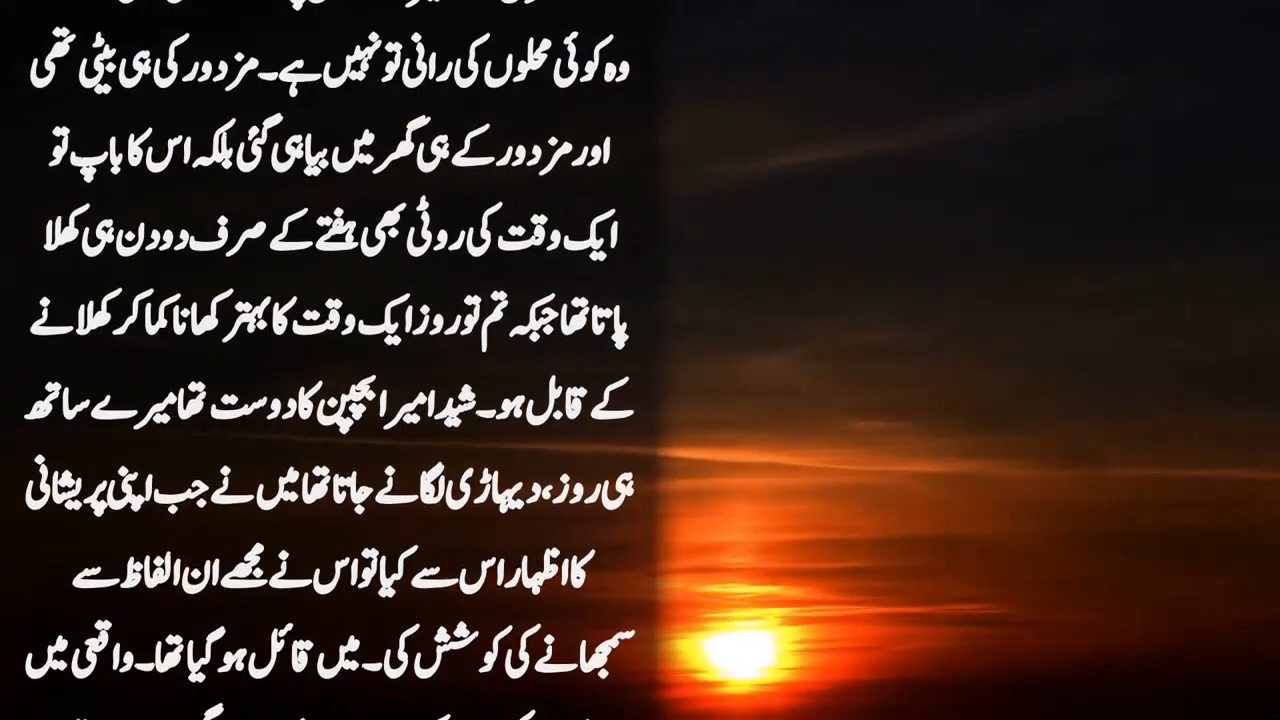 وہ کوئی محلوں کی رانی تو نہیں ہے۔ مزدور کی ہی بیٹی تھی
اور مزدور کے ہی گھر میں بیاہی گئی بلکہ اس کا باپ تو
ایک وقت کی روٹی بھی ہفتے کے صرف دو دن ہی کھلا
پاتا تھا جبکہ تم تو روز ایک وقت کا بہتر کھانا کما کر کھلانے
کے قابل ہو۔ شیدا میرا بچپن کا دوست تھا میرے ساتھ
ہی روز، دیہاڑی لگانے جاتا تھا میں نے جب اپنی پریشانی
کا اظہار اس سے کیا تو اس نے مجھے ان الفاظ سے
سمجھانے کی کوشش کی۔ میں قائل ہو گیا تھا۔ واقعی میں